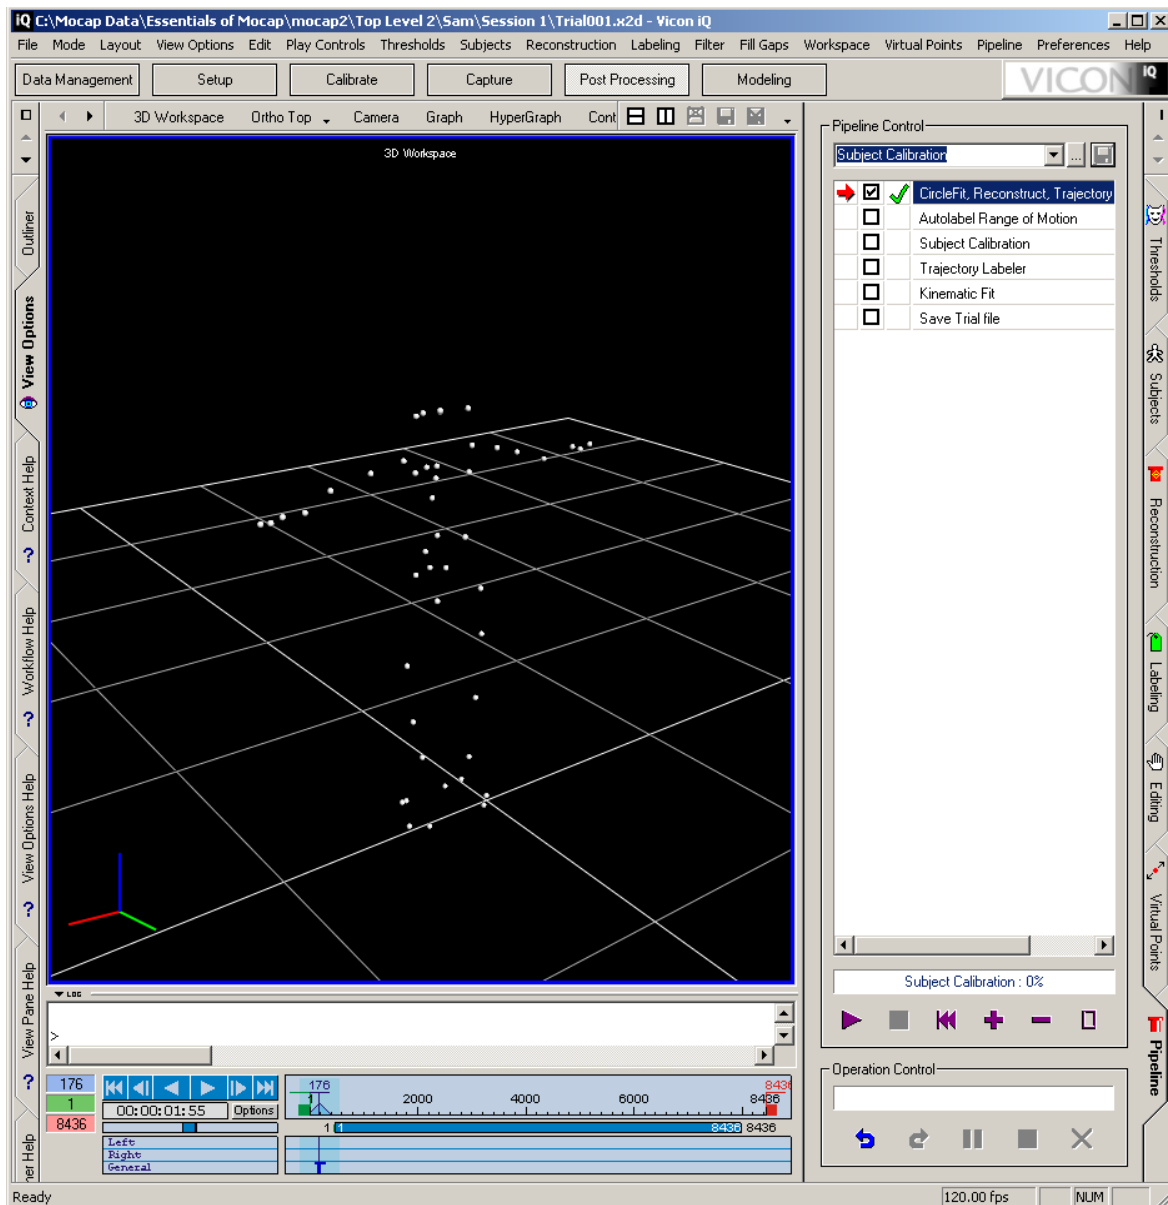 iQ C:\Mocap Data\Essentials of Mocap\mocap2\Top Level 2\Sam\Session 1\Trial001.x2d - Vicon iQ
File Mode Layout View Options Edit Play Controls Thresholds Subjects Reconstruction Labeling Filter Fill Gaps Workspace Virtual Points Pipeline Preferences Help
Data Management Setup Calibrate Capture Post Processing Modeling VICON iQ
3D Workspace Ortho Top Camera Graph HyperGraph Cont
3D Workspace
Outliner
View Options
Context Help
?
Workflow Help
?
View Options Help
?
View Pane Help
?
ner Help
Pipeline Control
Subject Calibration ...
CircleFit, Reconstruct, Trajectory
Autolabel Range of Motion
Subject Calibration
Trajectory Labeler
Kinematic Fit
Save Trial file
Subject Calibration : 0%
Operation Control
Thresholds
Subjects
Reconstruction
Labeling
Editing
Virtual Points
Pipeline
LOG
>
176
1
8436
00:00:01:55 Options
Left
Right
General
176 8436
1 2000 4000 6000 8436
1 1 8436 8436
Ready 120.00 fps NUM